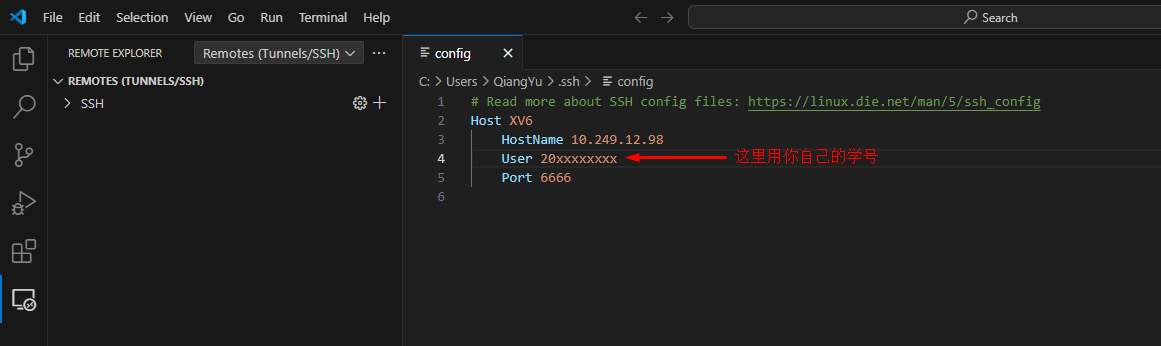 File Edit Selection View Go Run Terminal Help
Search
REMOTE EXPLORER
Remotes (Tunnels/SSH)
config
REMOTES (TUNNELS/SSH)
SSH
C: > Users > QiangYu > .ssh > config
1 # Read more about SSH config files: https://linux.die.net/man/5/ssh_config
2 Host XV6
3 HostName 10.249.12.98
4 User 20xxxxxxxx 这里用你自己的学号
5 Port 6666
6